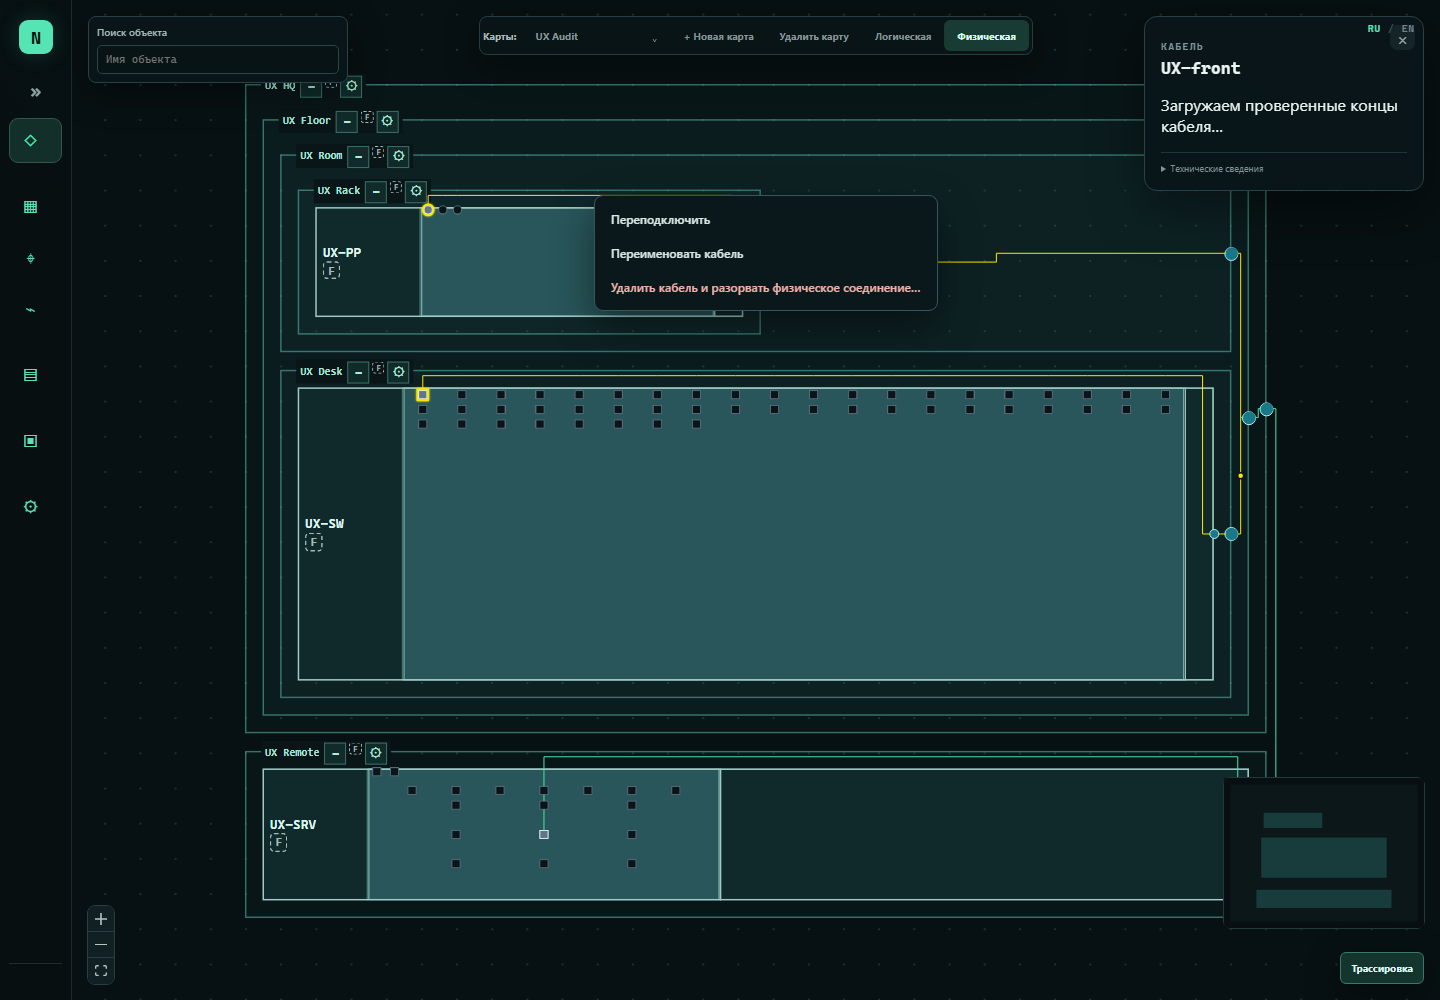 N
Поиск объекта
Имя объекта
Карты:
UX Audit
+ Новая карта
Удалить карту
Логическая
Физическая
RU / EN
КАБЕЛЬ
UX-front
Загружаем проверенные концы
кабеля...
Технические сведения
UX HQ
UX Floor
F
UX Room
F
UX Rack
F
UX-PP
F
Переподключить
Переименовать кабель
Удалить кабель и разорвать физическое соединение...
UX Desk
F
UX-SW
F
UX Remote
F
UX-SRV
F
Трассировка